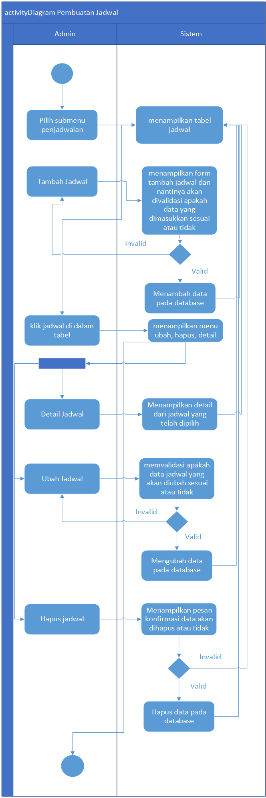 activityDiagram Pembuatan Jadwal
Admin
Sistem
Pilih submenu
penjadwalan
menampilkan tabel
jadwal
Tambah Jadwal
menampilkan form
tambah jadwal dan
nantinya akan
divalidasi apakah
data yang
dimasukkan sesuai
atau tidak
Invalid
Valid
Menambah data
pada database
klik jadwal di dalam
tabel
menampilkan menu
ubah, hapus, detail
Detail Jadwal
Menampilkan detail
dari jadwal yang
telah dipilih
Ubah Jadwal
memvalidasi apakah
data jadwal yang
akan diubah sesuai
atau tidak
Invalid
Valid
Mengubah data
pada database
Hapus jadwal
Menampilkan pesan
konfirmasi data akan
dihapus atau tidak
Invalid
Valid
Hapus data pada
database